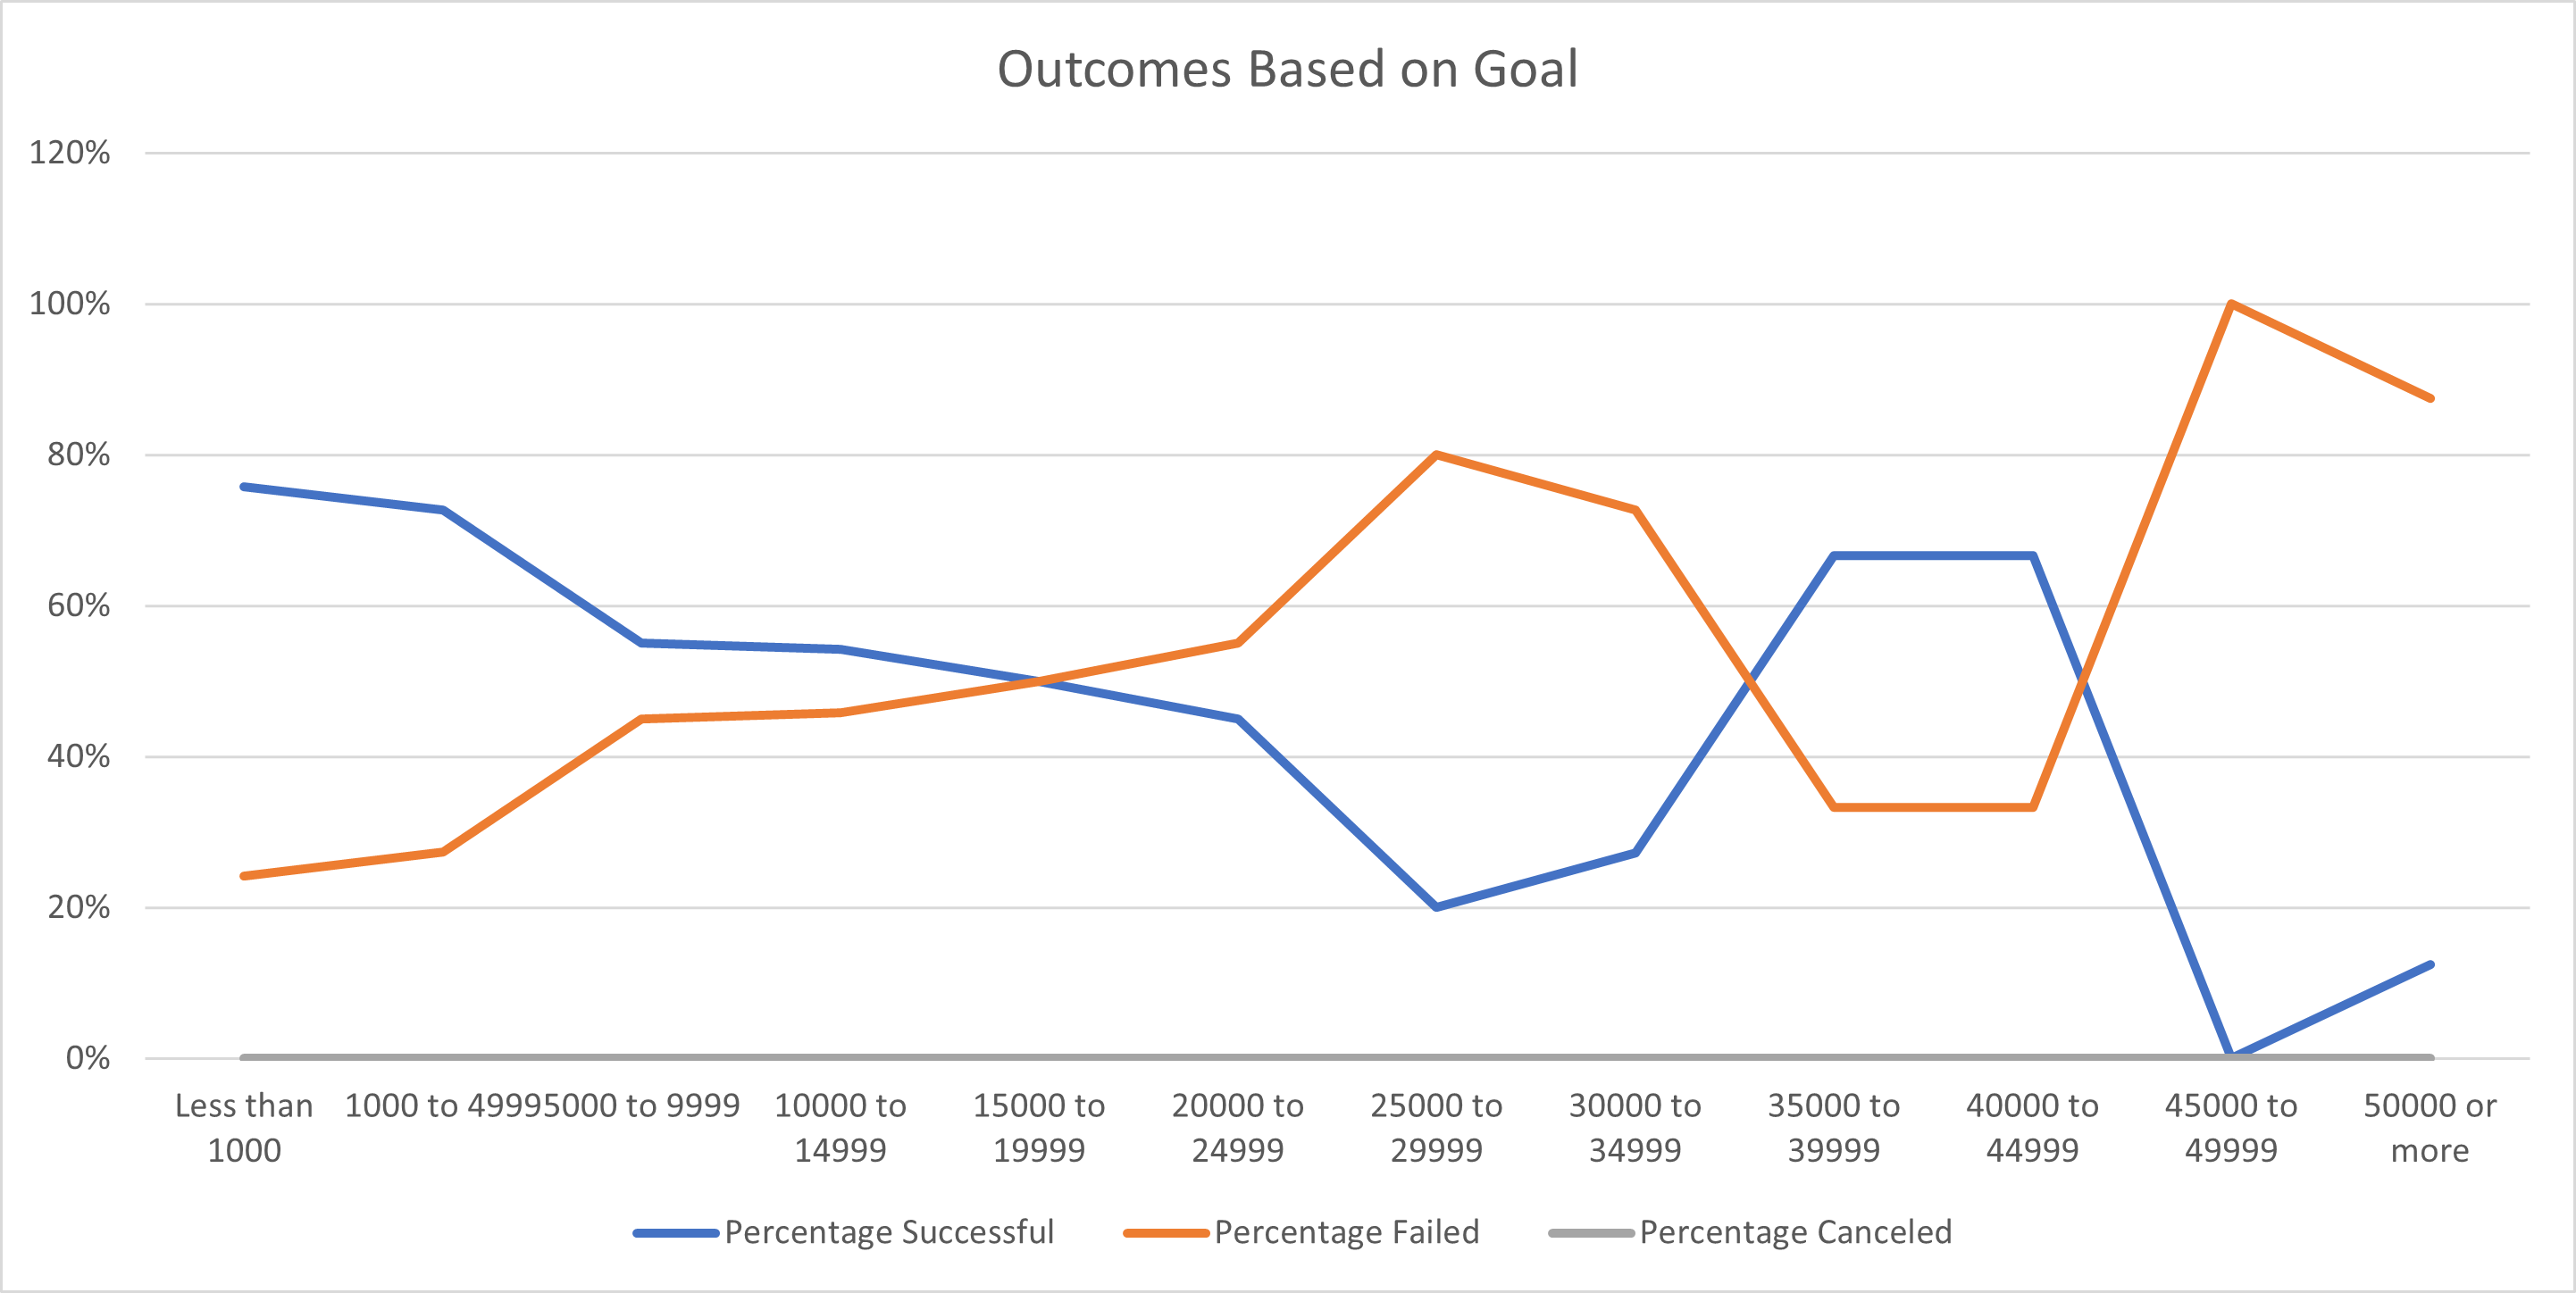 Outcomes Based on Goal
120%
100%
80%
60%
40%
20%
0%
Less than
1000
1000 to 4999
5000 to 9999
10000 to
14999
15000 to
19999
20000 to
24999
25000 to
29999
30000 to
34999
35000 to
39999
40000 to
44999
45000 to
49999
50000 or
more
Percentage Successful
Percentage Failed
Percentage Canceled